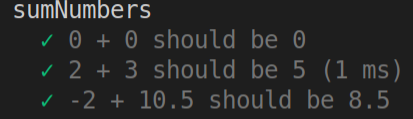 sumNumbers
✓ 0 + 0 should be 0
✓ 2 + 3 should be 5 (1 ms)
✓ -2 + 10.5 should be 8.5